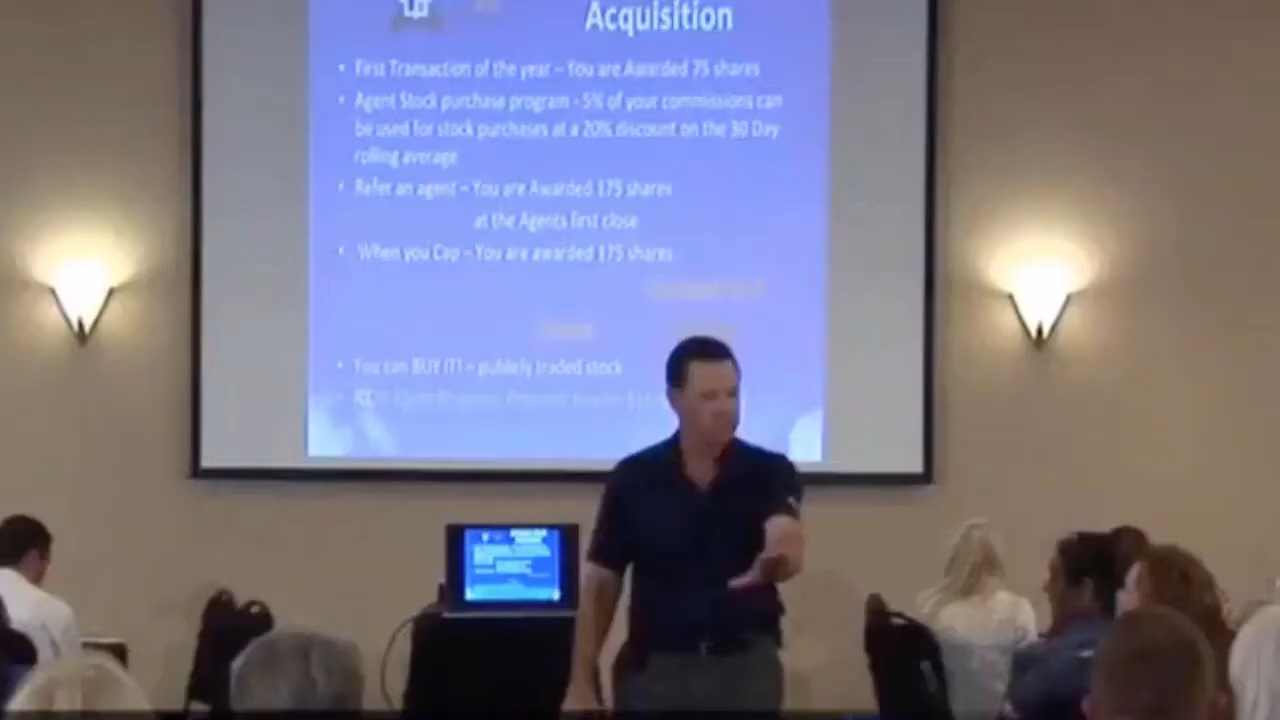 Acquisition
• First Transaction of the year – You are Awarded 75 shares
• Agent Stock purchase program - 5% of your commissions can
be used for stock purchases at a 20% discount on the 30 Day
rolling average
• Refer an agent – You are Awarded 175 shares
at the Agents first close
• When you Cap – You are awarded 175 shares
• You can BUY IT! – publicly traded stock